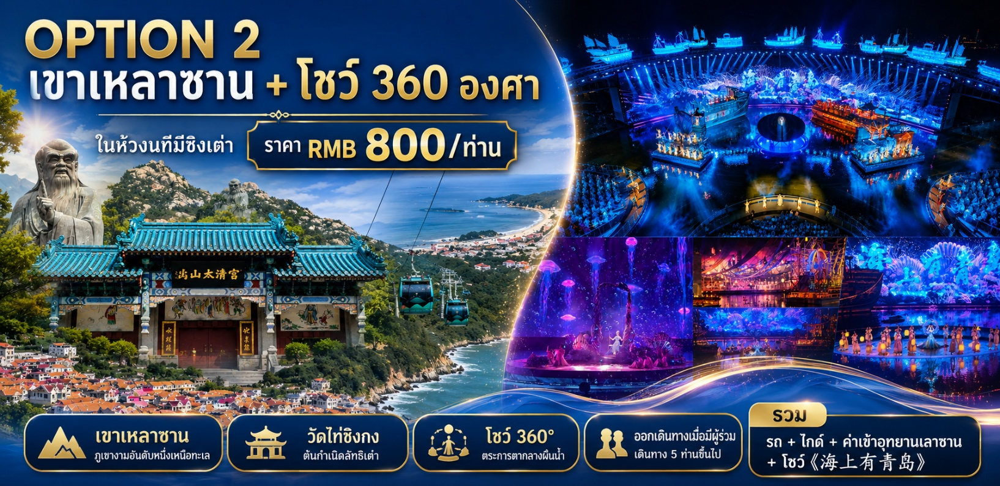 OPTION 2
เขาเหลาซาน + โชว์ 360 องศา
ในห้วงนทีมีชิงเต่า
ราคา RMB 800/ท่าน
山太清宫
เขาเหลาซาน
ภูเขางามอันดับหนึ่งเหนือทะเล
วัดไท่ชิงกง
ต้นกำเนิดลัทธิเต๋า
โชว์ 360°
ตระการตากลางผืนน้ำ
ออกเดินทางเมื่อมีผู้ร่วม
เดินทาง 5 ท่านขึ้นไป
รวม
รถ + ไกด์ + ค่าเข้าอุทยานเลาซาน
+ โชว์《海上有青岛》